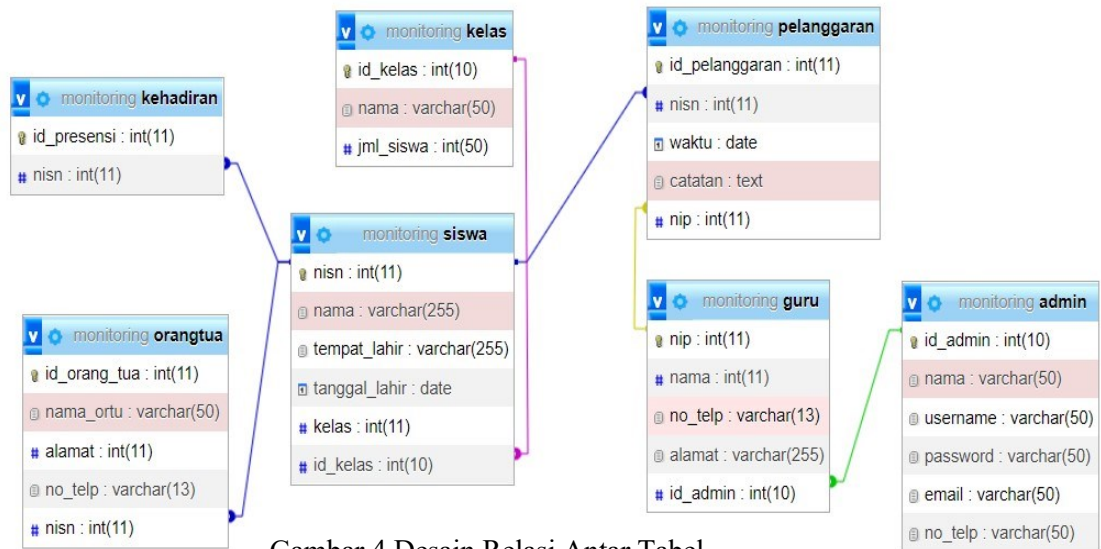 monitoring kehadiran
id_presensi : int(11)
nisn : int(11)
monitoring kelas
id_kelas : int(10)
nama : varchar(50)
jml_siswa : int(50)
monitoring pelanggaran
id_pelanggaran : int(11)
nisn : int(11)
waktu : date
catatan : text
nip : int(11)
monitoring siswa
nisn : int(11)
nama : varchar(255)
tempat_lahir : varchar(255)
tanggal_lahir : date
kelas : int(11)
id_kelas : int(10)
monitoring orangtua
id_orang_tua : int(11)
nama_ortu : varchar(50)
alamat : int(11)
no_telp : varchar(13)
nisn : int(11)
monitoring guru
nip : int(11)
nama : int(11)
no_telp : varchar(13)
alamat : varchar(255)
id_admin : int(10)
monitoring admin
id_admin : int(10)
nama : varchar(50)
username : varchar(50)
password : varchar(50)
email : varchar(50)
no_telp : varchar(50)